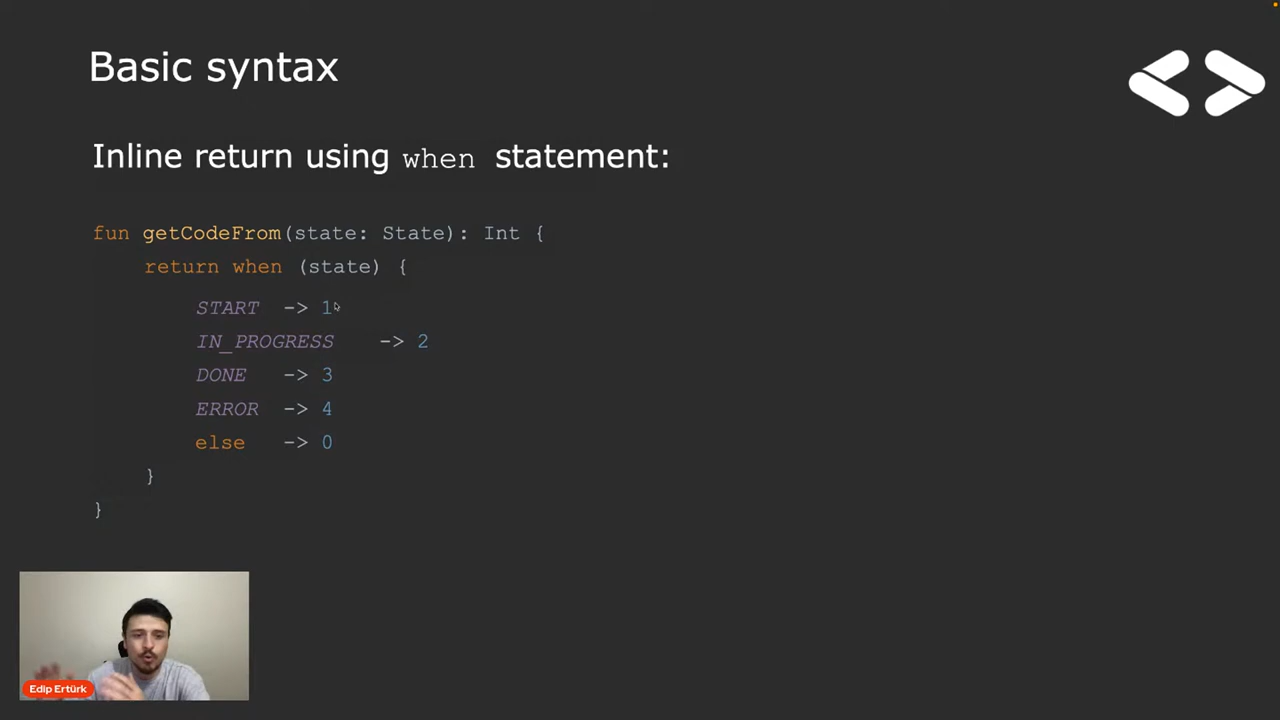 Basic syntax
Inline return using when statement:
fun getCodeFrom(state: State): Int {
return when (state) {
START -> 1
IN_PROGRESS -> 2
DONE -> 3
ERROR -> 4
else -> 0
}
}
Edip Ertürk